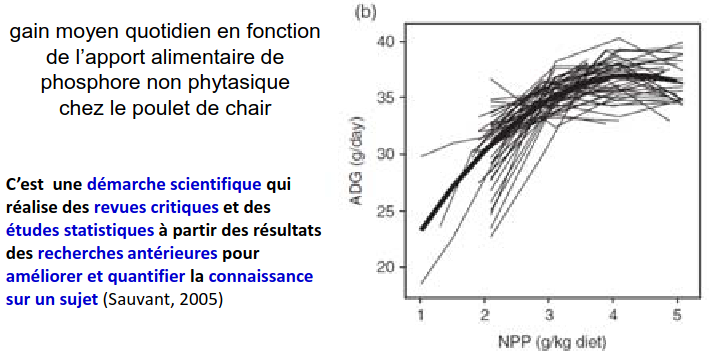 gain moyen quotidien en fonction
de l'apport alimentaire de
phosphore non phytasique
chez le poulet de chair
C'est une démarche scientifique qui
réalise des revues critiques et des
études statistiques à partir des résultats
des recherches antérieures pour
améliorer et quantifier la connaissance
sur un sujet (Sauvant, 2005)
(b)
ADG (g/day)
40
35
30
25
20
1 2 3 4 5
NPP (g/kg diet)